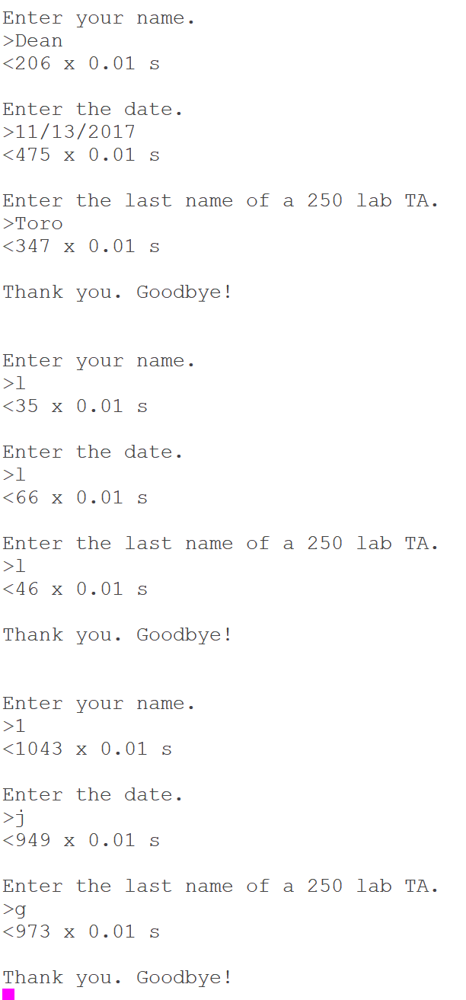 Enter your name.
>Dean
<206 x 0.01 s
Enter the date.
>11/13/2017
<475 x 0.01 s
Enter the last name of a 250 lab TA.
>Toro
<347 x 0.01 s
Thank you. Goodbye!
Enter your name.
>l
<35 x 0.01 s
Enter the date.
>l
<66 x 0.01 s
Enter the last name of a 250 lab TA.
>l
<46 x 0.01 s
Thank you. Goodbye!
Enter your name.
>1
<1043 x 0.01 s
Enter the date.
>j
<949 x 0.01 s
Enter the last name of a 250 lab TA.
>g
<973 x 0.01 s
Thank you. Goodbye!